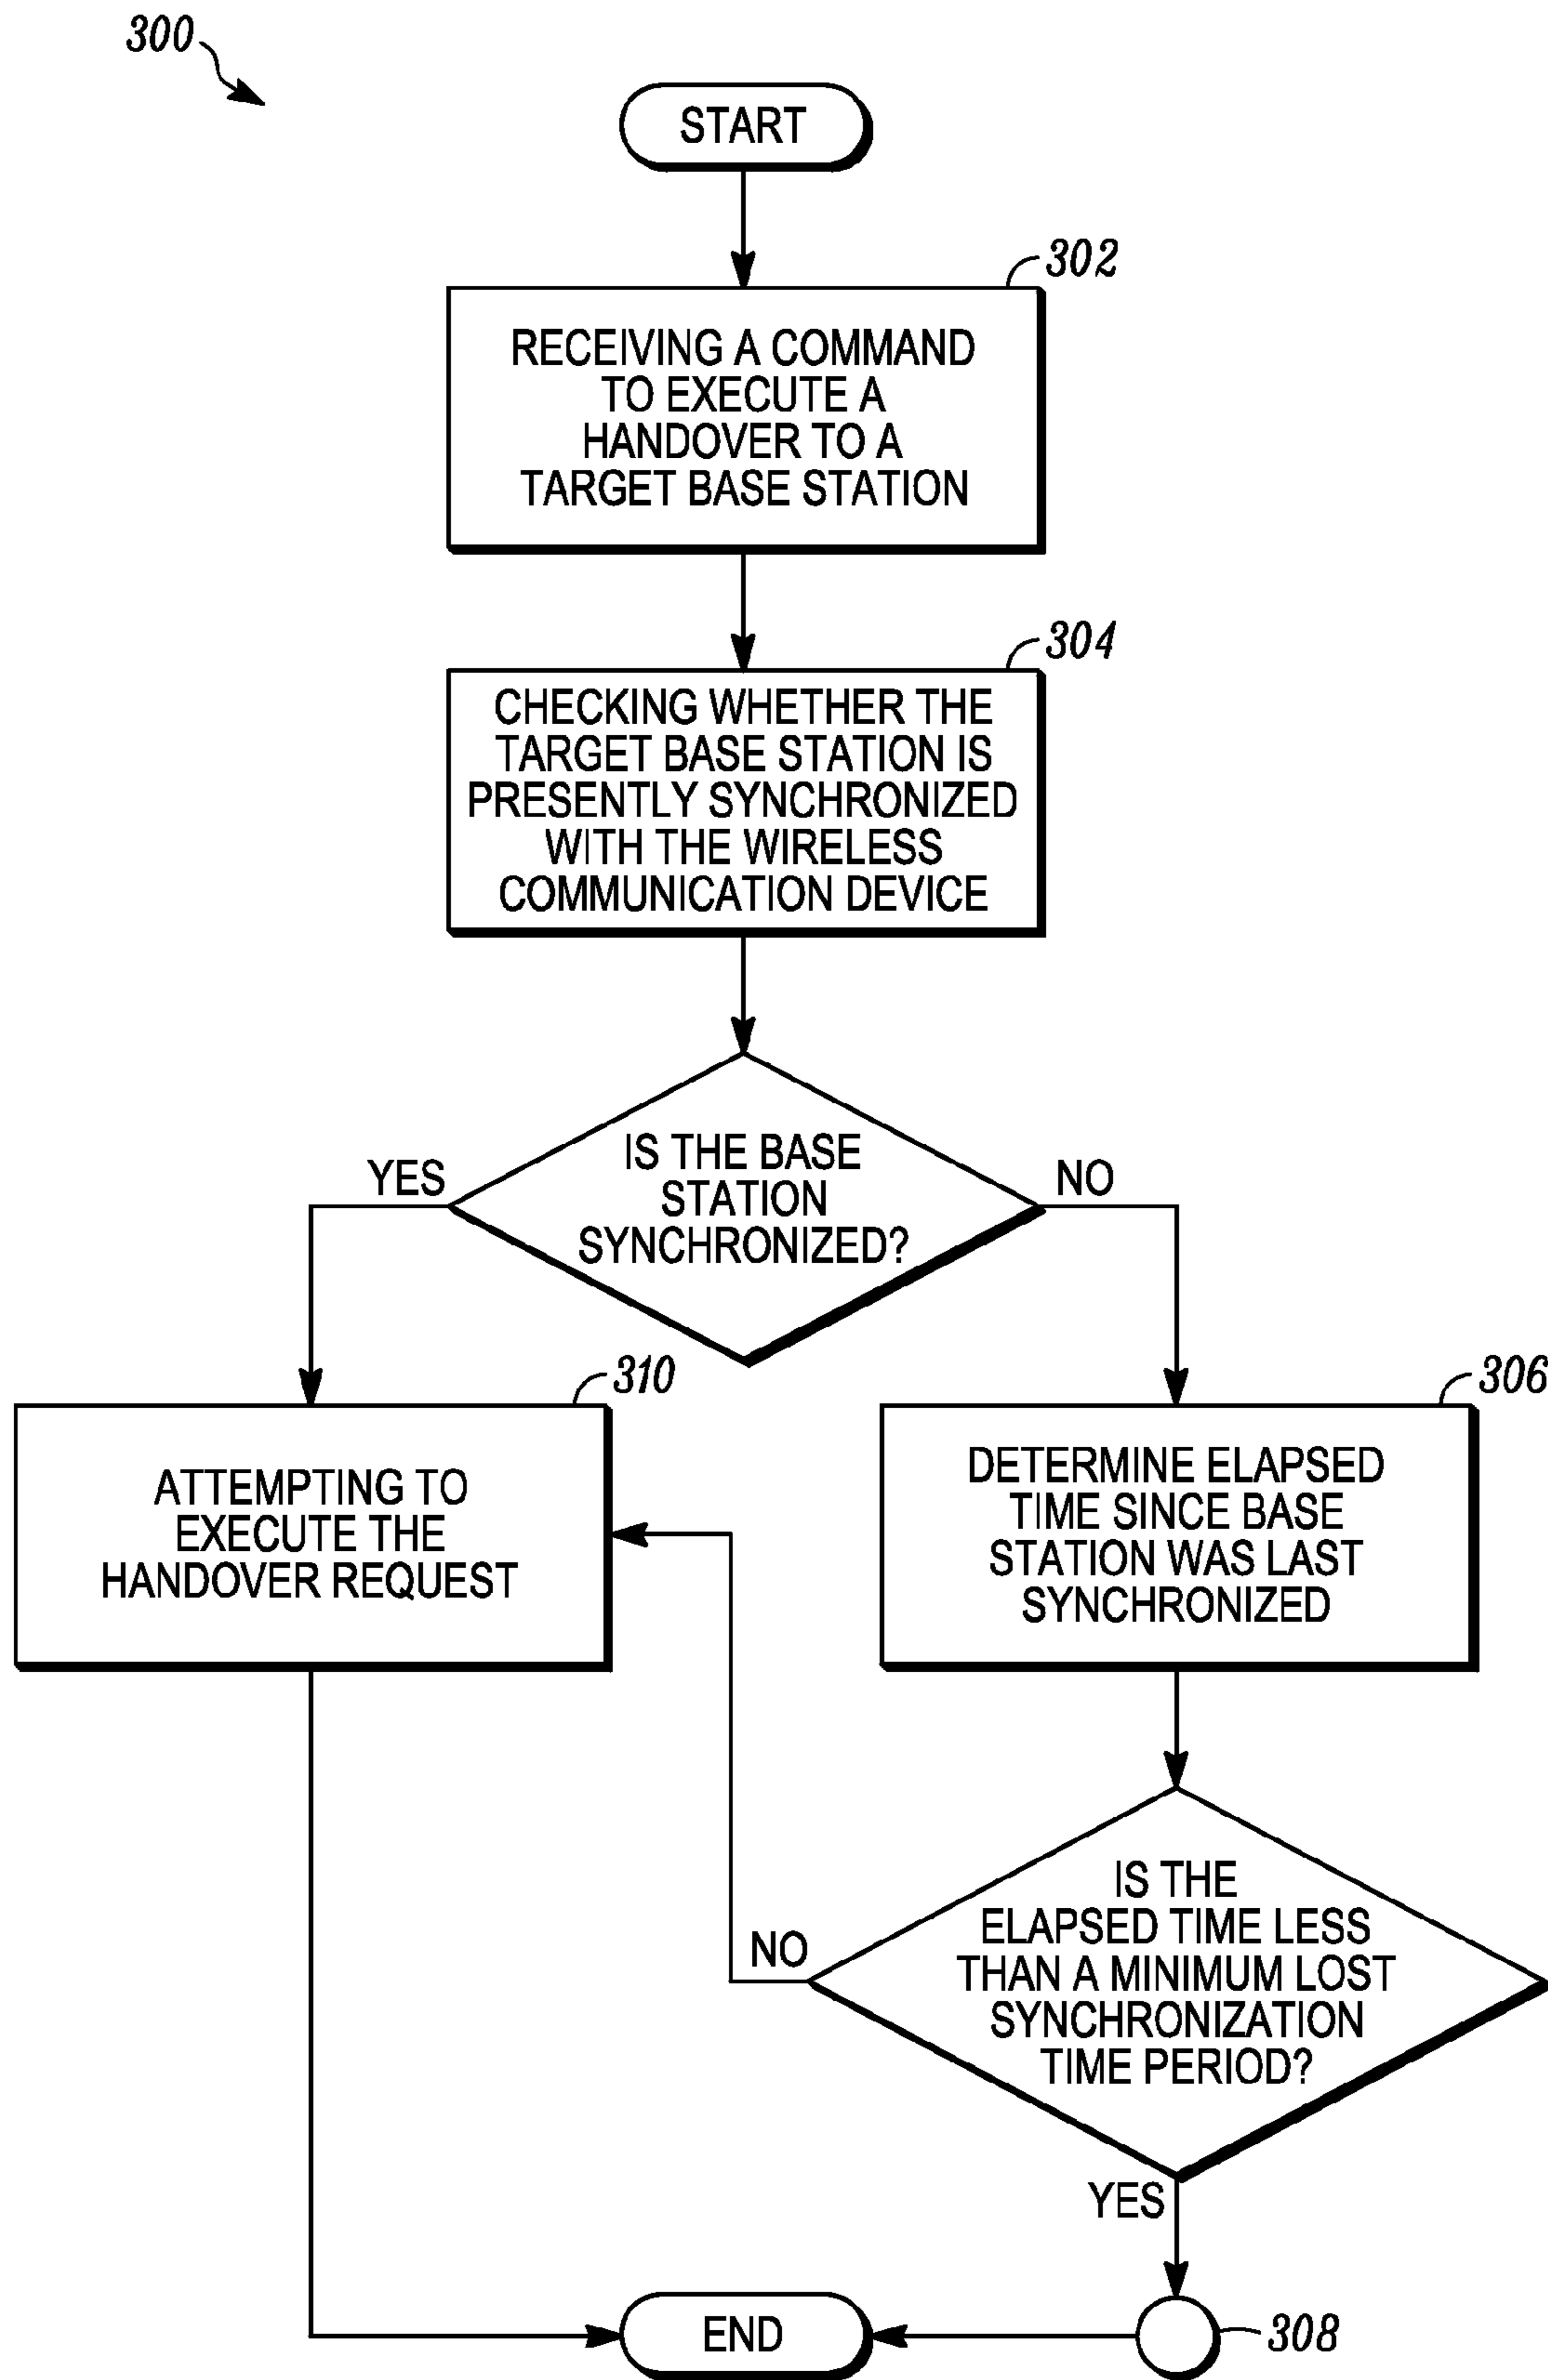 300
START
302
RECEIVING A COMMAND
TO EXECUTE A
HANDOVER TO A
TARGET BASE STATION
304
CHECKING WHETHER THE
TARGET BASE STATION IS
PRESENTLY SYNCHRONIZED
WITH THE WIRELESS
COMMUNICATION DEVICE
YES
IS THE BASE
STATION
SYNCHRONIZED?
NO
310
ATTEMPTING TO
EXECUTE THE
HANDOVER REQUEST
306
DETERMINE ELAPSED
TIME SINCE BASE
STATION WAS LAST
SYNCHRONIZED
NO
IS THE
ELAPSED TIME LESS
THAN A MINIMUM LOST
SYNCHRONIZATION
TIME PERIOD?
YES
END
308